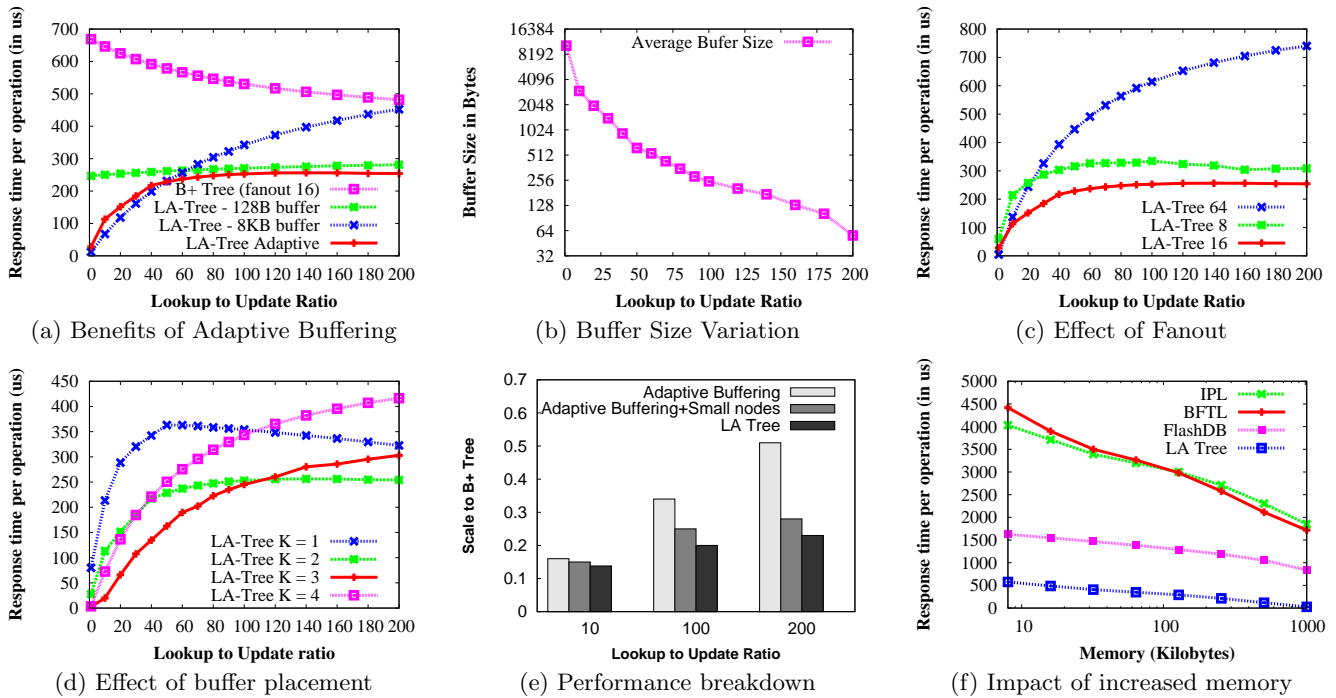 Response time per operation (in us)
700
600
500
400
300
200
100
0
B+ Tree (fanout 16)
LA-Tree - 128B buffer
LA-Tree - 8KB buffer
LA-Tree Adaptive
0 20 40 60 80 100 120 140 160 180 200
Lookup to Update Ratio
(a) Benefits of Adaptive Buffering
Buffer Size in Bytes
16384
8192
4096
2048
1024
512
256
128
64
32
Average Bufer Size
0 25 50 75 100 125 150 175 200
Lookup to Update Ratio
(b) Buffer Size Variation
Response time per operation (in us)
800
700
600
500
400
300
200
100
0
LA-Tree 64
LA-Tree 8
LA-Tree 16
0 20 40 60 80 100 120 140 160 180 200
Lookup to Update Ratio
(c) Effect of Fanout
Response time per operation (us)
450
400
350
300
250
200
150
100
50
0
LA-Tree K = 1
LA-Tree K = 2
LA-Tree K = 3
LA-Tree K = 4
0 20 40 60 80 100 120 140 160 180 200
Lookup to Update ratio
(d) Effect of buffer placement
Scale to B+ Tree
0.7
0.6
0.5
0.4
0.3
0.2
0.1
0
Adaptive Buffering
Adaptive Buffering+Small nodes
LA Tree
10 100 200
Lookup to Update Ratio
(e) Performance breakdown
Response time per operation (in us)
5000
4500
4000
3500
3000
2500
2000
1500
1000
500
0
IPL
BFTL
FlashDB
LA Tree
10 100 1000
Memory (Kilobytes)
(f) Impact of increased memory